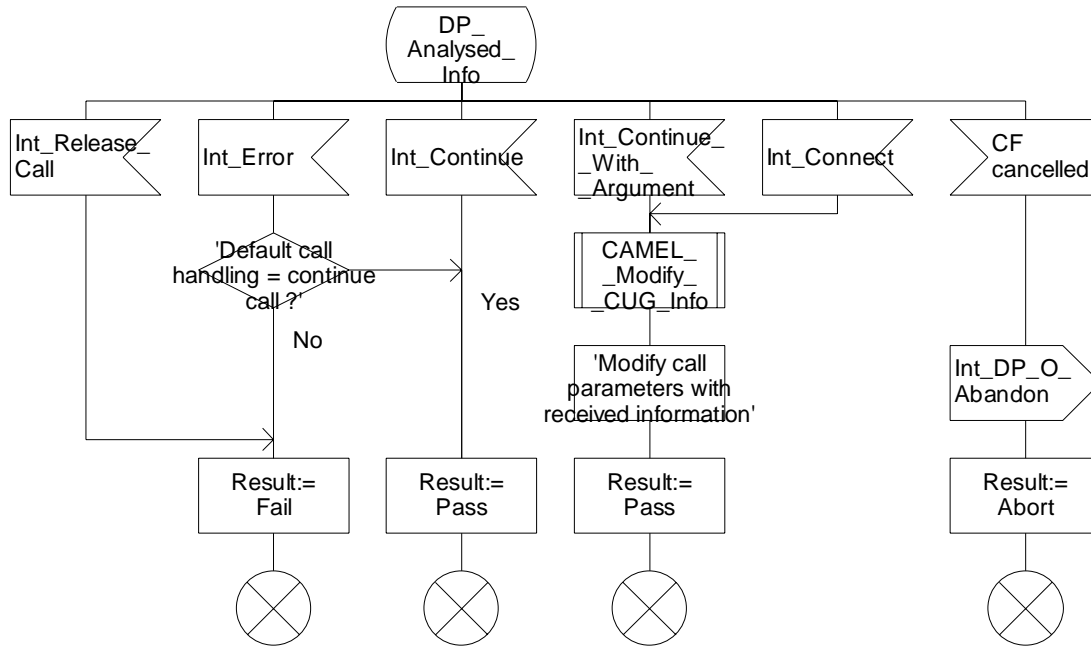 DP_
Analysed_
Info
Int_Release_
Call
Int_Error
Int_Continue
Int_Continue_
_With_
_Argument
Int_Connect
CF
cancelled
'Default call
handling = continue
call ?'
Yes
No
CAMEL_
_Modify_
_CUG_Info
'Modify call
parameters with
received information'
Int_DP_O_
Abandon
Result:=
Fail
Result:=
Pass
Result:=
Pass
Result:=
Abort